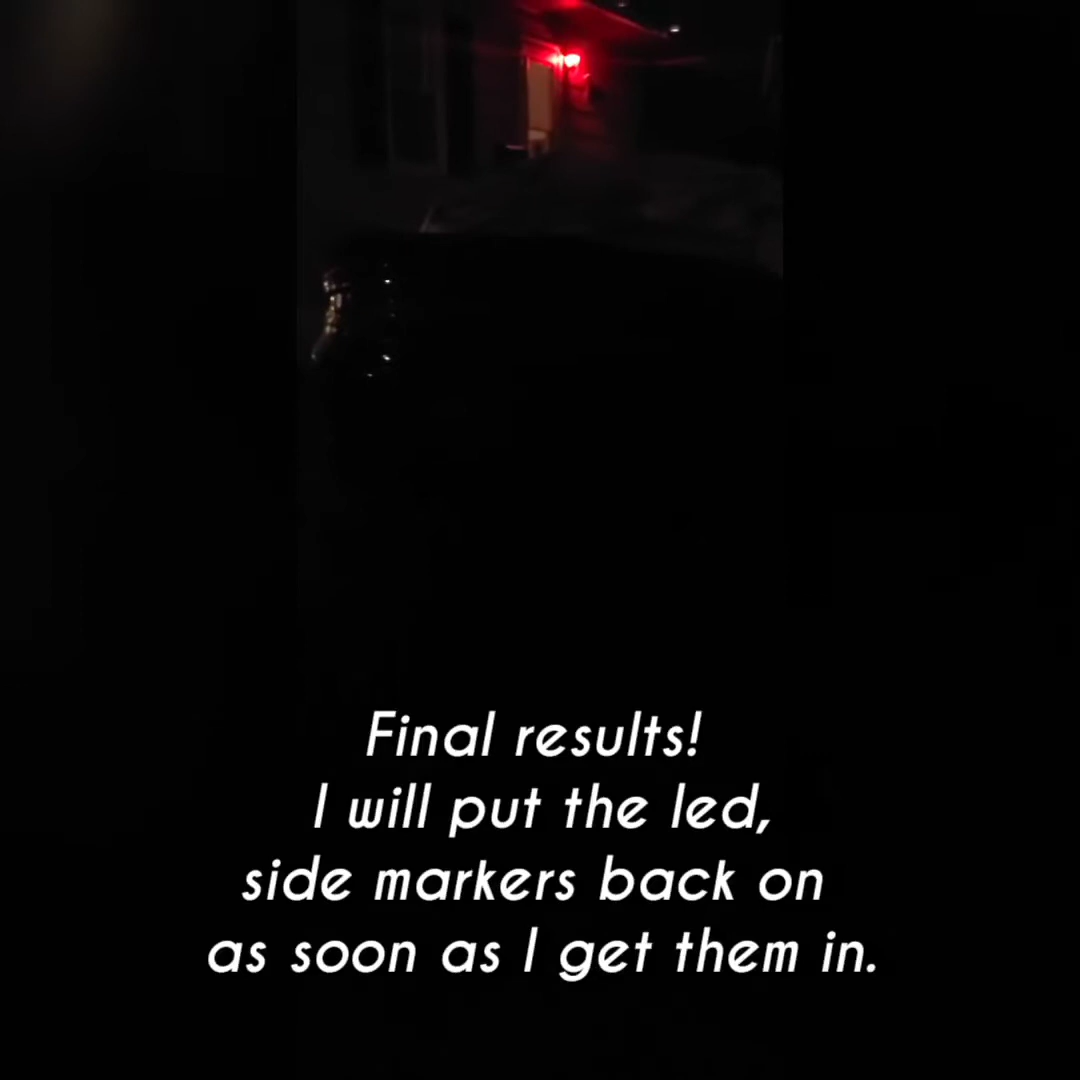 Final results!
I will put the led,
side markers back on
as soon as I get them in.